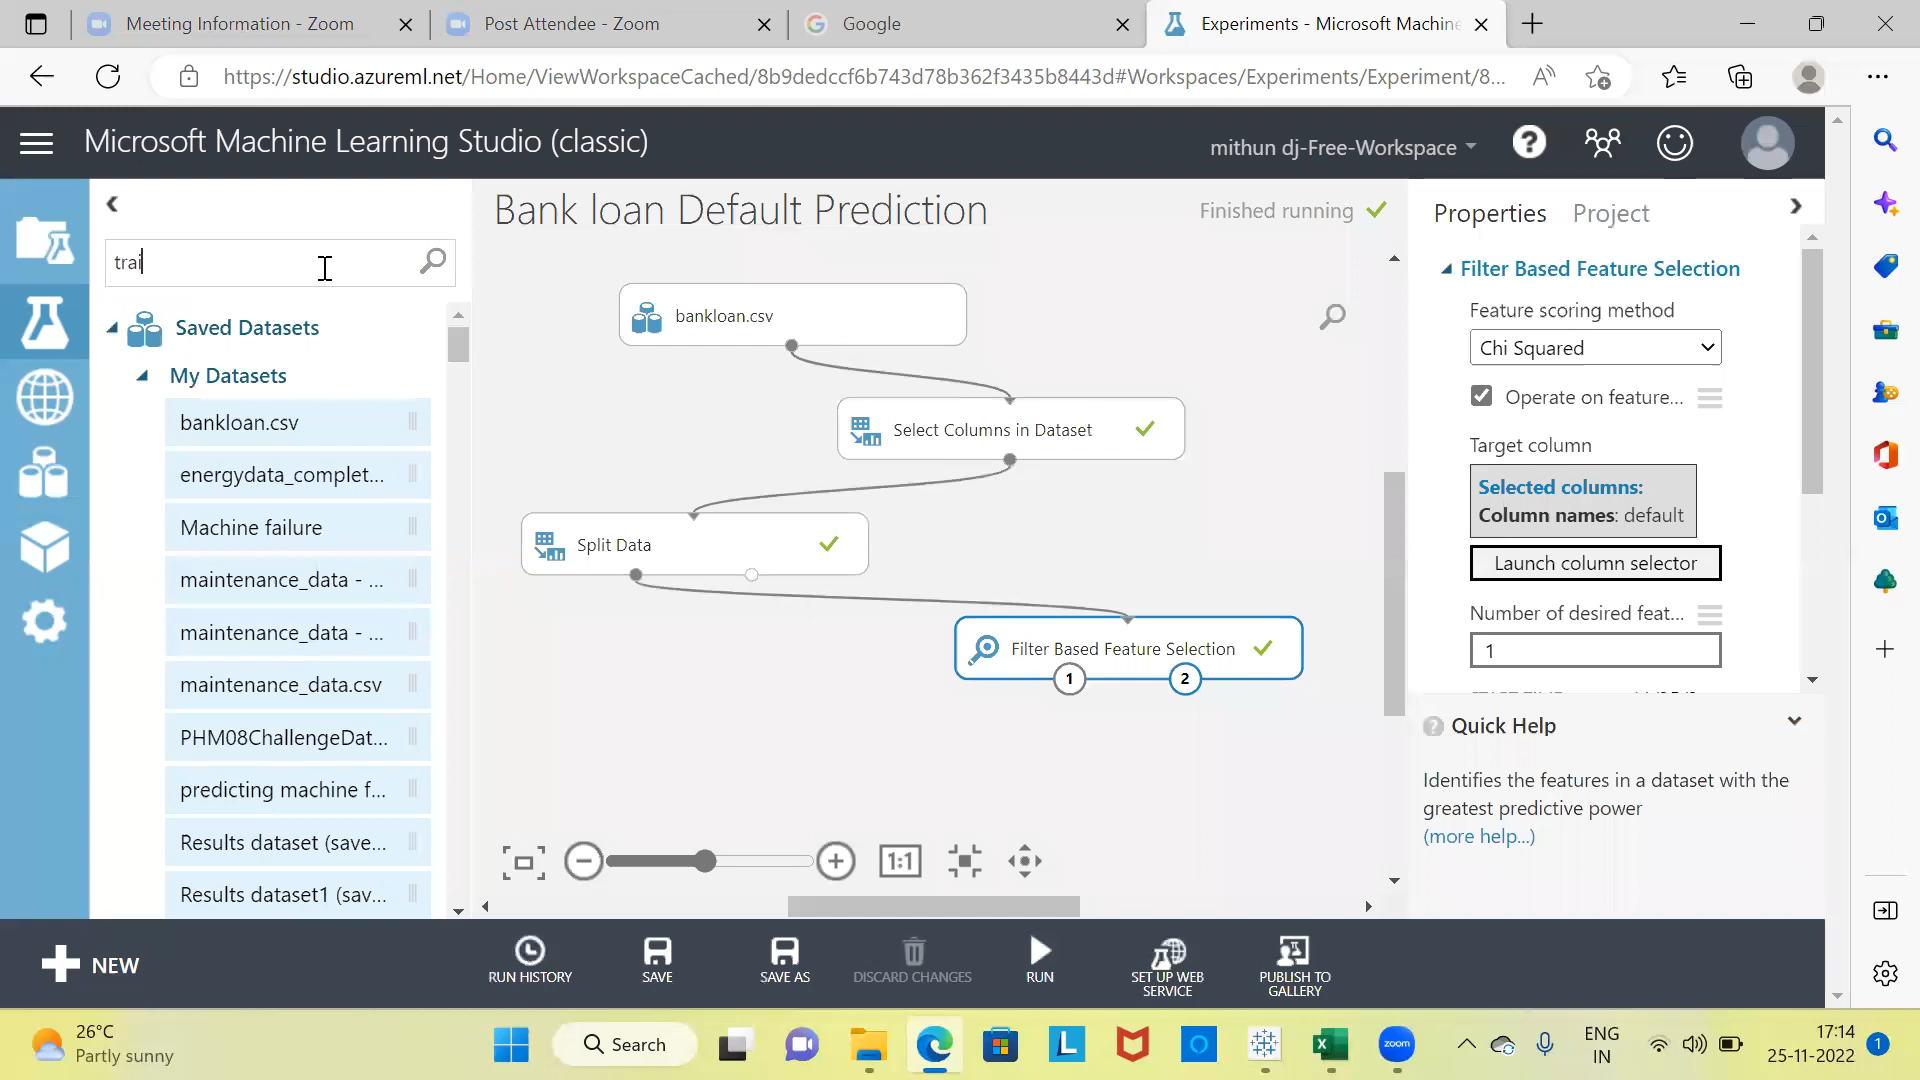 Meeting Information - Zoom
Post Attendee - Zoom
Google
Experiments - Microsoft Machine
https://studio.azureml.net/Home/ViewWorkspaceCached/8b9dedccf6b743d78b362f3435b8443d#Workspaces/Experiments/Experiment/8...
Microsoft Machine Learning Studio (classic)
mithun dj-Free-Workspace
trai
Saved Datasets
My Datasets
bankloan.csv
energydata_complet...
Machine failure
maintenance_data - ...
maintenance_data - ...
maintenance_data.csv
PHM08ChallengeDat...
predicting machine f...
Results dataset (save...
Results dataset1 (sav...
Bank loan Default Prediction
Finished running
bankloan.csv
Select Columns in Dataset
Split Data
Filter Based Feature Selection
1
2
1:1
Properties
Project
Filter Based Feature Selection
Feature scoring method
Chi Squared
Operate on feature...
Target column
Selected columns:
Column names: default
Launch column selector
Number of desired feat...
1
Quick Help
Identifies the features in a dataset with the
greatest predictive power
(more help...)
NEW
RUN HISTORY
SAVE
SAVE AS
DISCARD CHANGES
RUN
SET UP WEB
SERVICE
PUBLISH TO
GALLERY
26°C
Partly sunny
Search
L
zoom
ENG
IN
17:14
25-11-2022
1